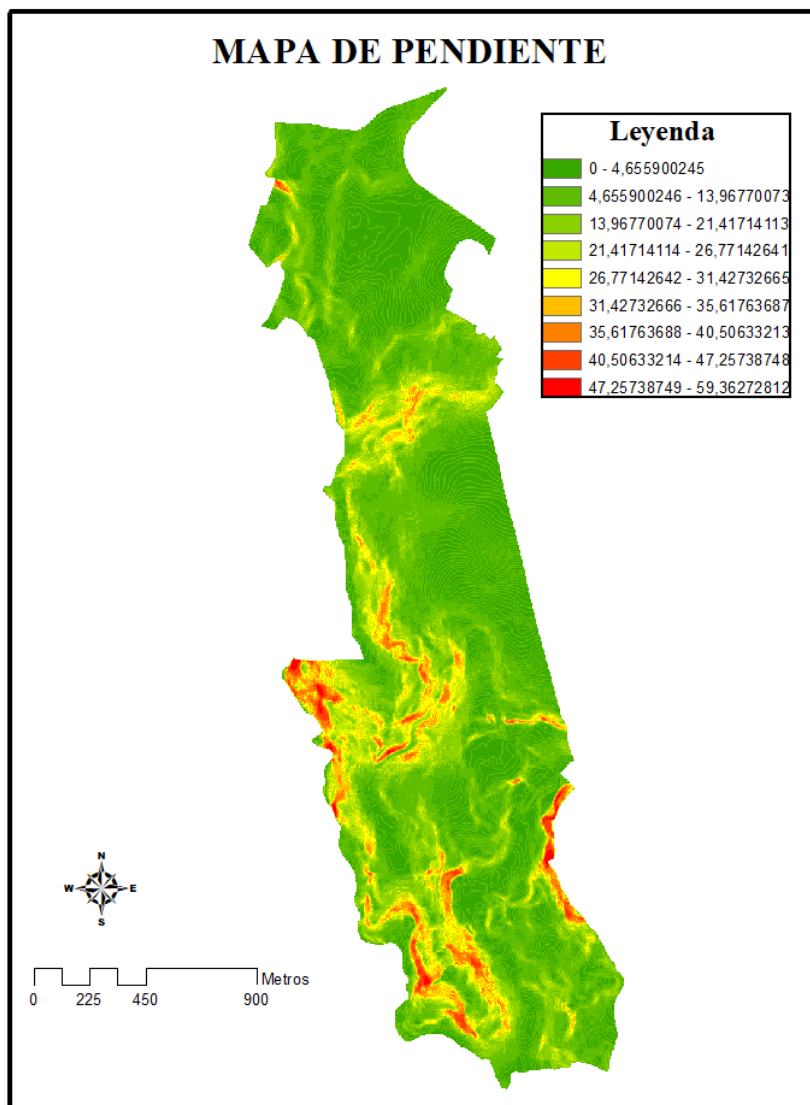 MAPA DE PENDIENTE
Leyenda
0 - 4,655900245
4,655900246 - 13,96770073
13,96770074 - 21,41714113
21,41714114 - 26,77142641
26,77142642 - 31,42732665
31,42732666 - 35,61763687
35,61763688 - 40,50633213
40,50633214 - 47,25738748
47,25738749 - 59,36272812
N
W E
S
Metros
0 225 450 900